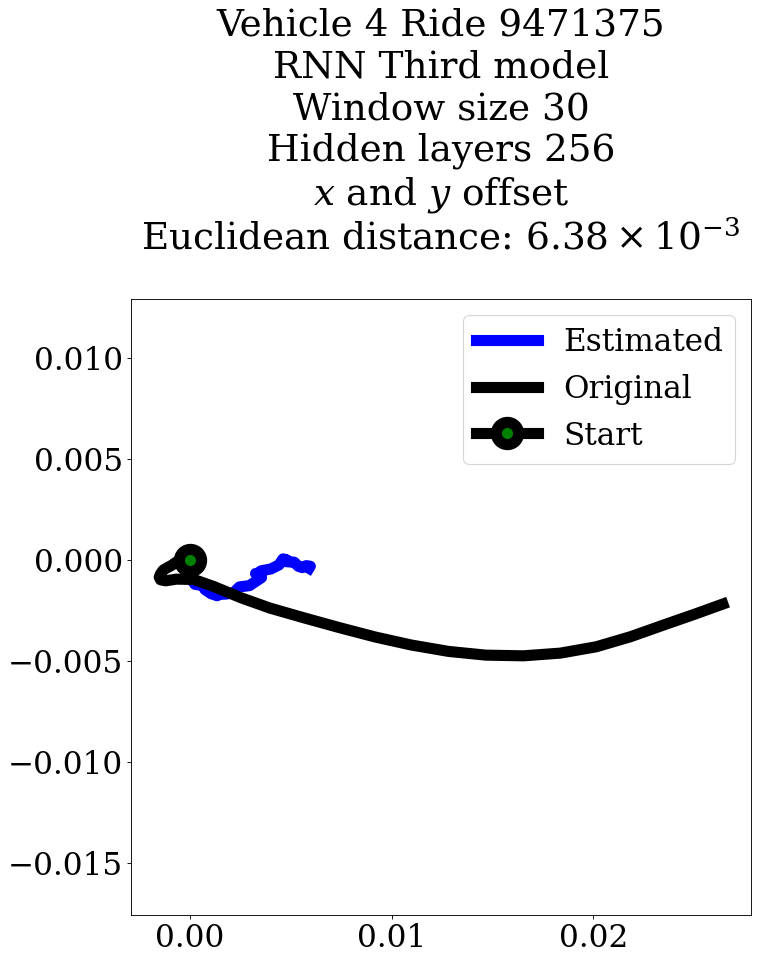 Vehicle 4 Ride 9471375
RNN Third model
Window size 30
Hidden layers 256
x and y offset
Euclidean distance: 6.38 × 10⁻³
Estimated
Original
Start
0.010
0.005
0.000
−0.005
−0.010
−0.015
0.00 0.01 0.02